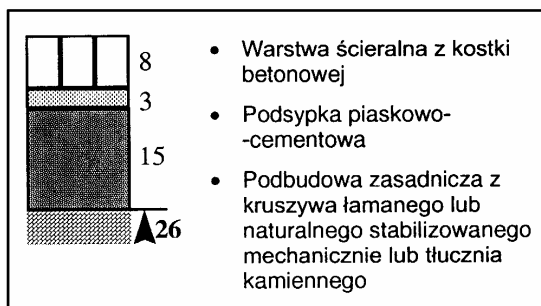 8
3
15
26
• Warstwa ścieralna z kostki
betonowej
• Podsypka piaskowo-
-cementowa
• Podbudowa zasadnicza z
kruszywa łamanego lub
naturalnego stabilizowanego
mechanicznie lub tłucznia
kamiennego